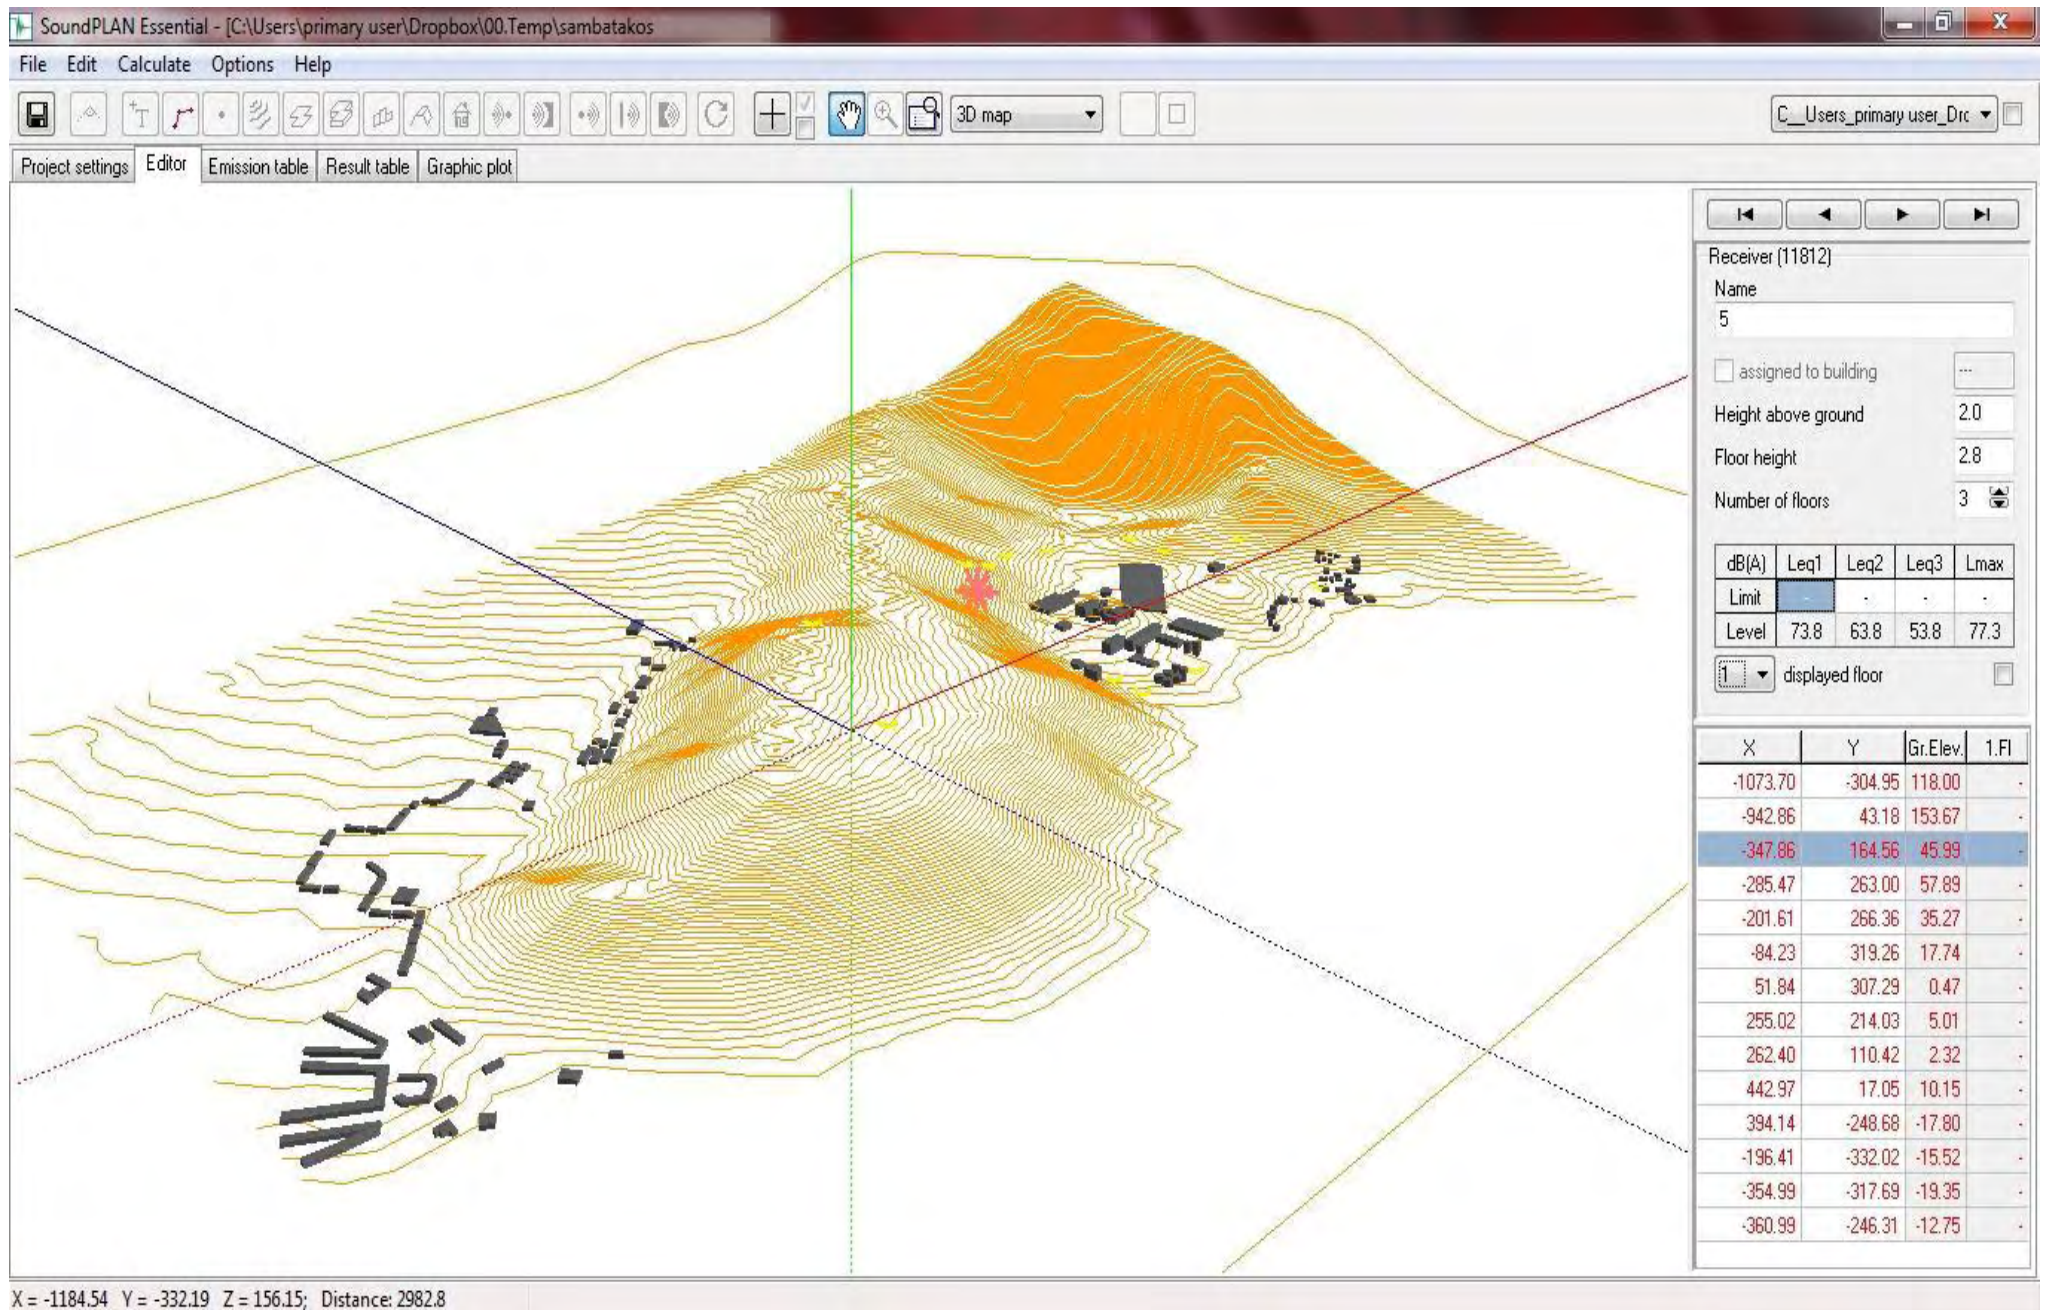 SoundPLAN Essential - [C:\Users\primary user\Dropbox\00.Temp\sambatakos
File Edit Calculate Options Help
3D map
C__Users_primary user_Drc
Project settings Editor Emission table Result table Graphic plot
Receiver (11812)
Name
5
assigned to building ---
Height above ground 2.0
Floor height 2.8
Number of floors 3
dB(A) Leq1 Leq2 Leq3 Lmax
Limit - - - -
Level 73.8 63.8 53.8 77.3
1 displayed floor
X Y Gr.Elev. 1.Fl
-1073.70 -304.95 118.00 -
-942.86 43.18 153.67 -
-347.86 164.56 45.99 -
-285.47 263.00 57.89 -
-201.61 266.36 35.27 -
-84.23 319.26 17.74 -
51.84 307.29 0.47 -
255.02 214.03 5.01 -
262.40 110.42 2.32 -
442.97 17.05 10.15 -
394.14 -248.68 -17.80 -
-196.41 -332.02 -15.52 -
-354.99 -317.69 -19.35 -
-360.99 -246.31 -12.75 -
X = -1184.54 Y = -332.19 Z = 156.15; Distance: 2982.8